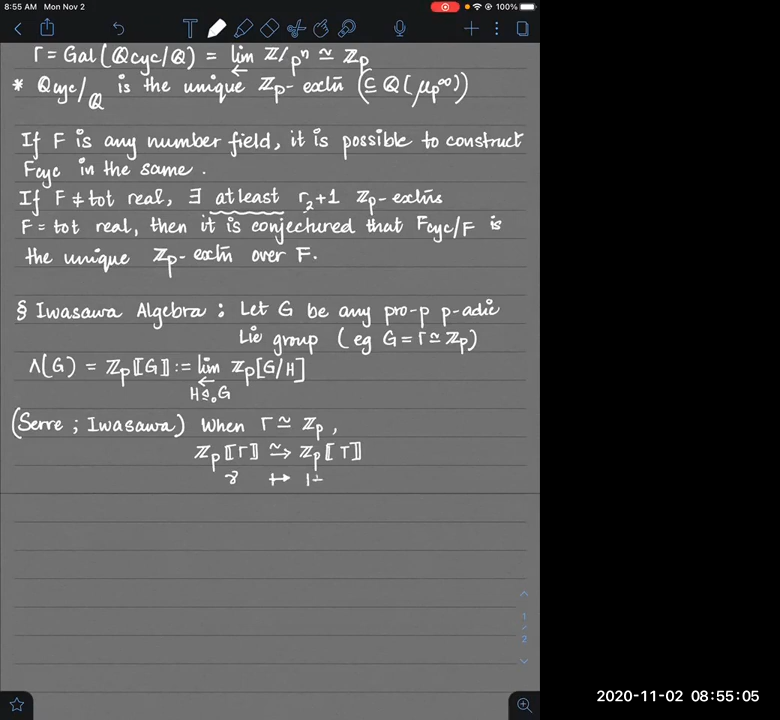 8:55 AM Mon Nov 2
100%
Γ = Gal(Qcyc/Q) = lim← Z/pⁿ ≃ Zp
* Qcyc/Q is the unique Zp-extn̄ (⊆ Q(μp∞))
If F is any number field, it is possible to construct
Fcyc in the same.
If F ≠ tot real, ∃ atleast r₂+1 Zp-extns
F = tot real, then it is conjectured that Fcyc/F is
the unique Zp-extn̄ over F.
§ Iwasawa Algebra : Let G be any pro-p p-adic
Lie group (eg G = Γ ≃ Zp)
Λ(G) = Zp⟦G⟧ := lim← Zp[G/H]
H⊴ₒG
(Serre ; Iwasawa) When Γ ≃ Zp,
Zp⟦Γ⟧ ≃→ Zp⟦T⟧
γ ↦ 1+
1
/
2
2020-11-02 08:55:05